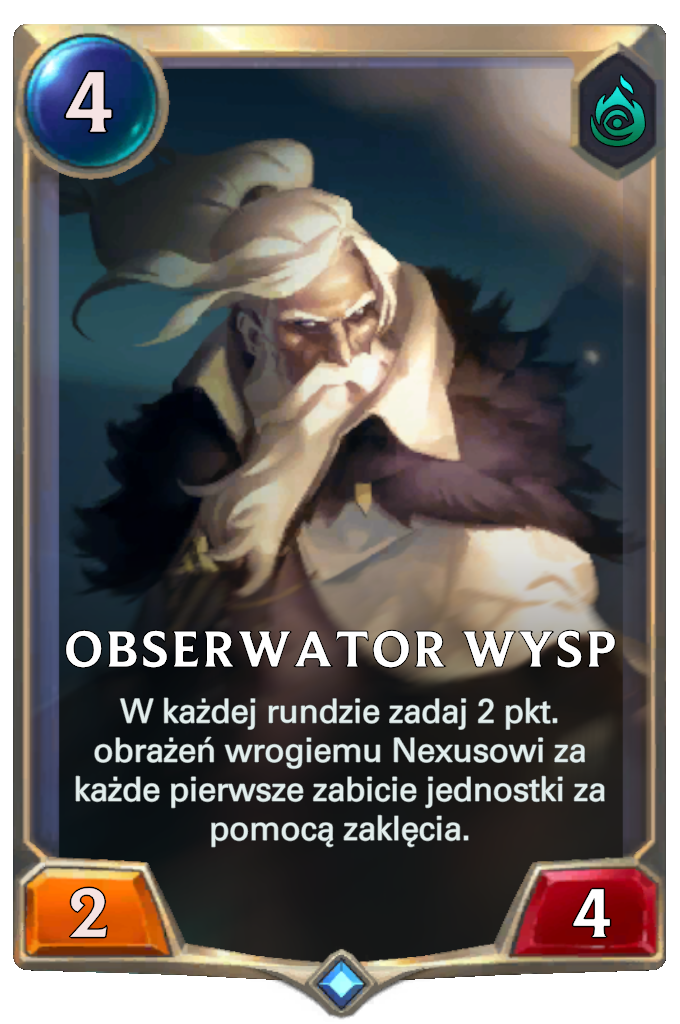 4
OBSERWATOR WYSP
W każdej rundzie zadaj 2 pkt.
obrażeń wrogiemu Nexusowi za
każde pierwsze zabicie jednostki za
pomocą zaklęcia.
2
4